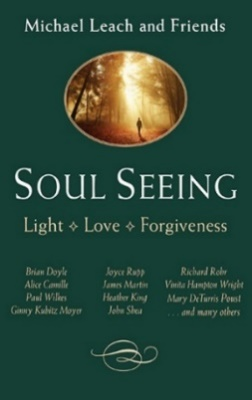 Michael Leach and Friends
SOUL SEEING
Light ✦ Love ✦ Forgiveness
Brian Doyle
Alice Camille
Paul Wilkes
Ginny Kubitz Moyer
Joyce Rupp
James Martin
Heather King
John Shea
Richard Rohr
Vinita Hampton Wright
Mary DeTurris Poust
. . . and many others